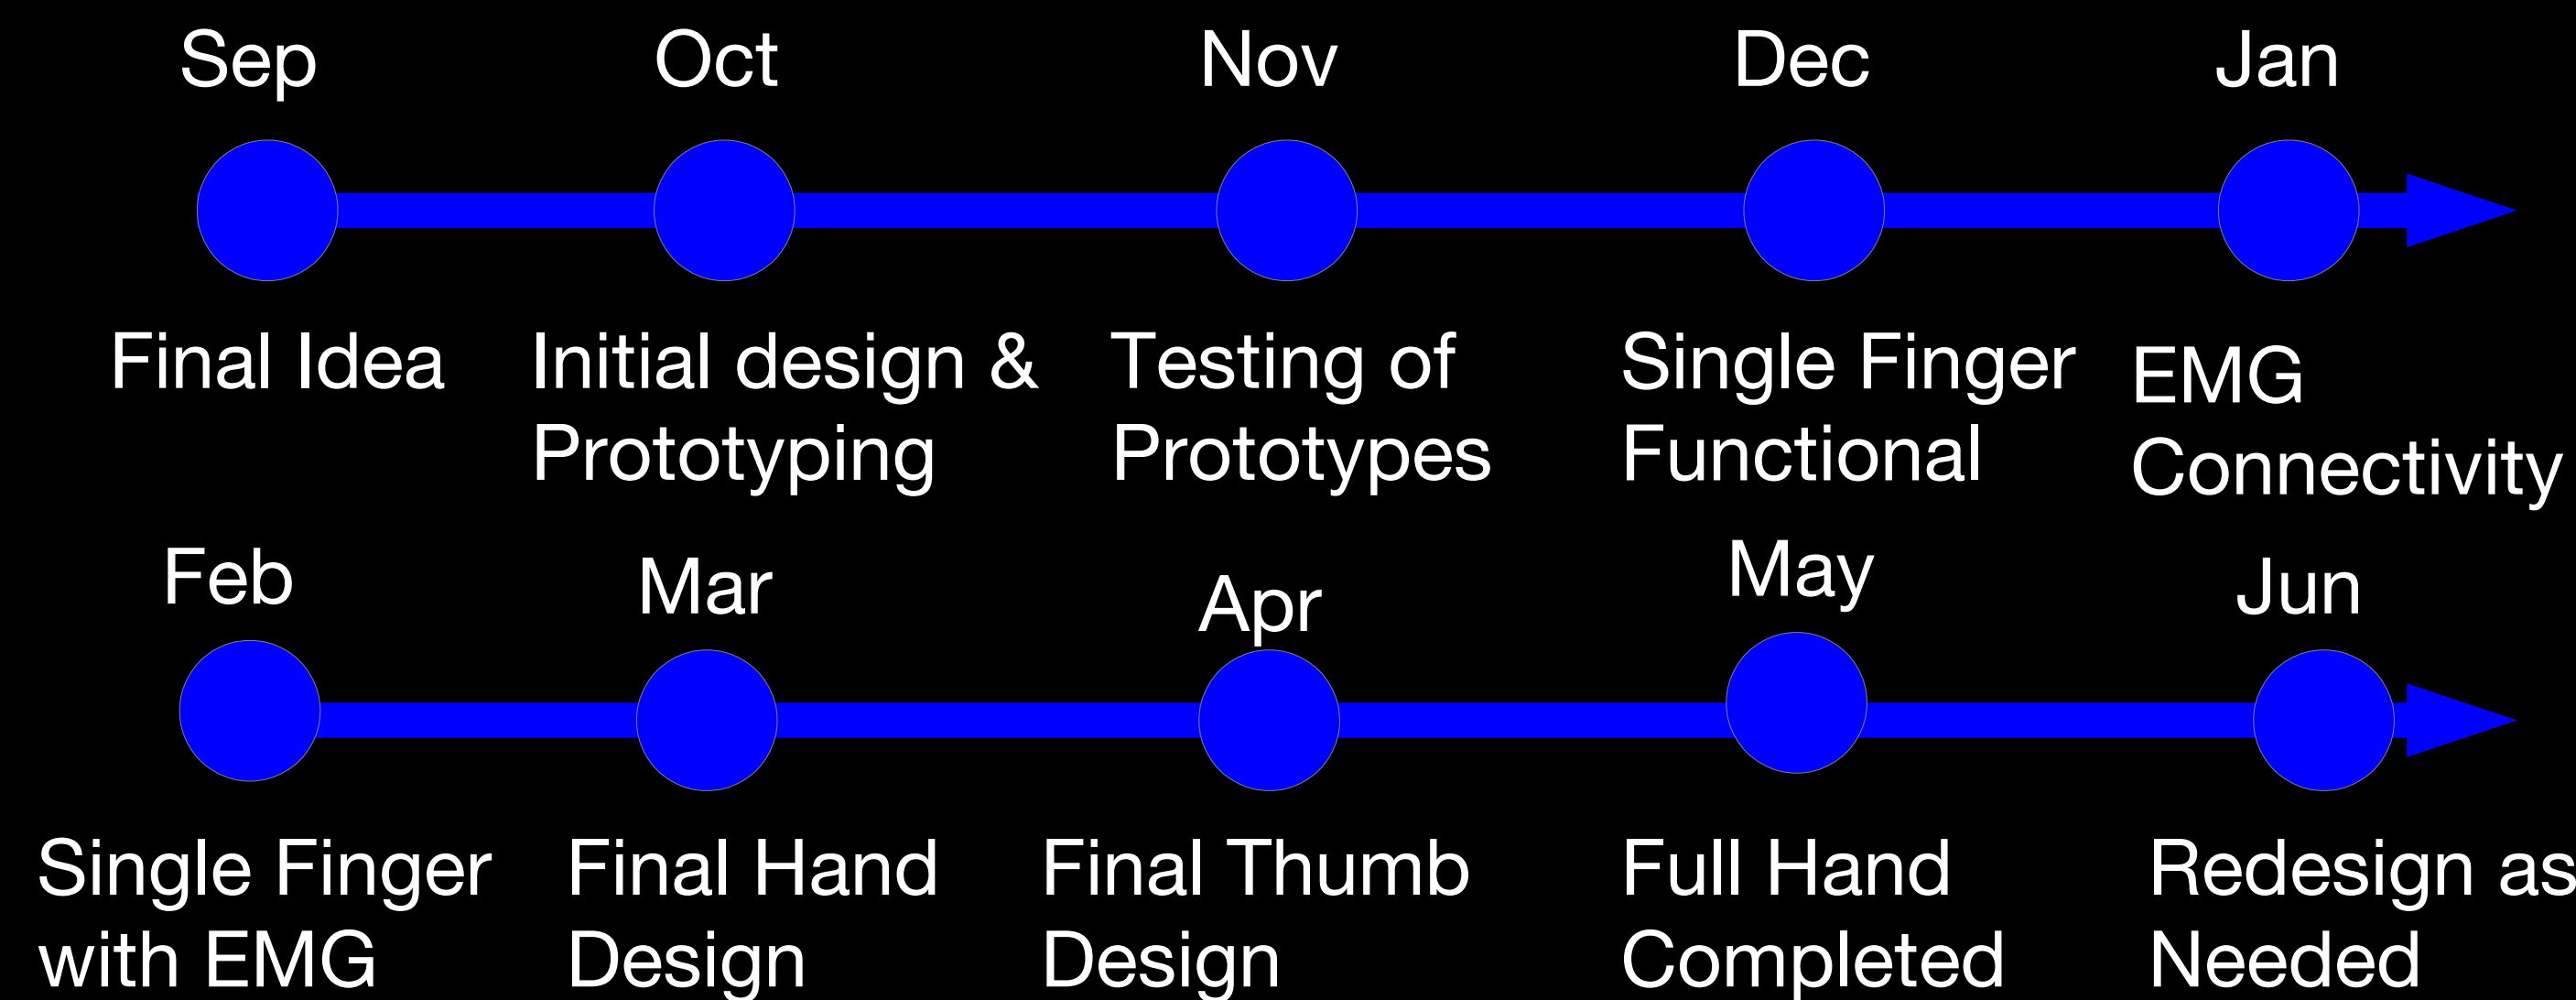 Sep Oct Nov Dec Jan
Final Idea
Initial design &
Prototyping
Testing of
Prototypes
Single Finger
Functional
EMG
Connectivity
Feb Mar Apr May Jun
Single Finger
with EMG
Final Hand
Design
Final Thumb
Design
Full Hand
Completed
Redesign as
Needed